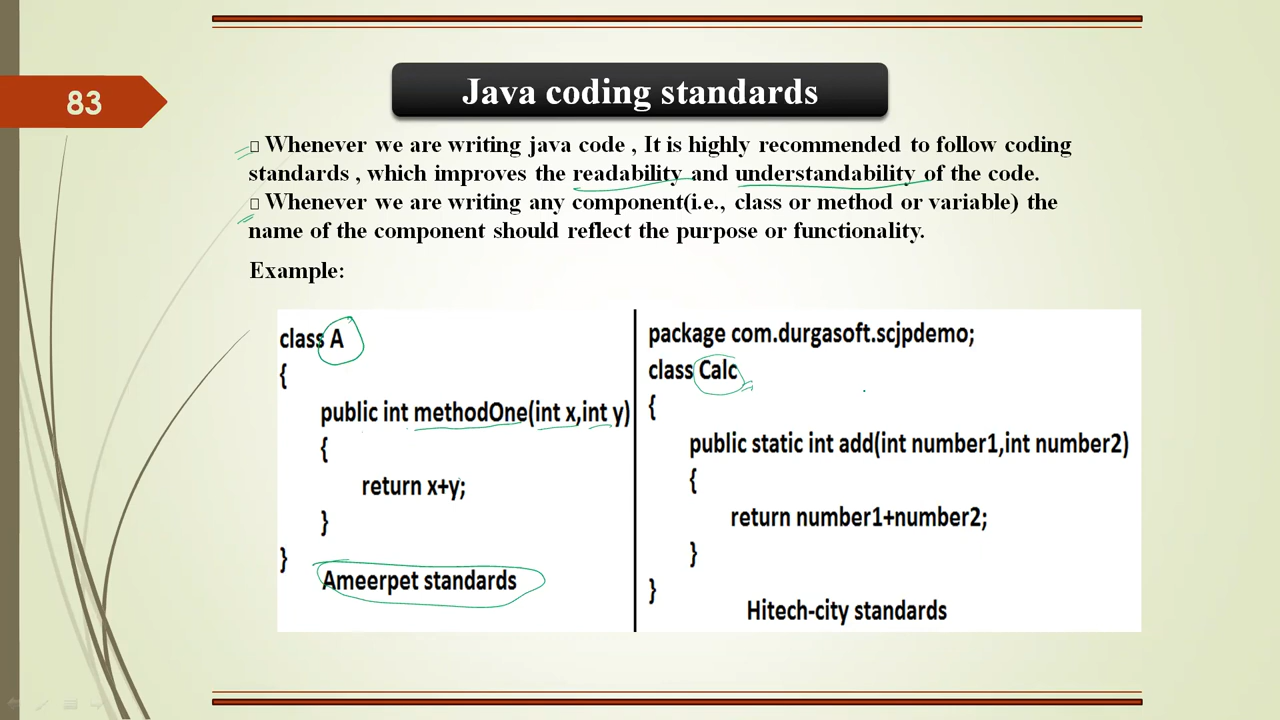 83
Java coding standards
Whenever we are writing java code , It is highly recommended to follow coding
standards , which improves the readability and understandability of the code.
Whenever we are writing any component(i.e., class or method or variable) the
name of the component should reflect the purpose or functionality.
Example:
class A
{
public int methodOne(int x,int y)
{
return x+y;
}
}
Ameerpet standards
package com.durgasoft.scjpdemo;
class Calc
{
public static int add(int number1,int number2)
{
return number1+number2;
}
}
Hitech-city standards